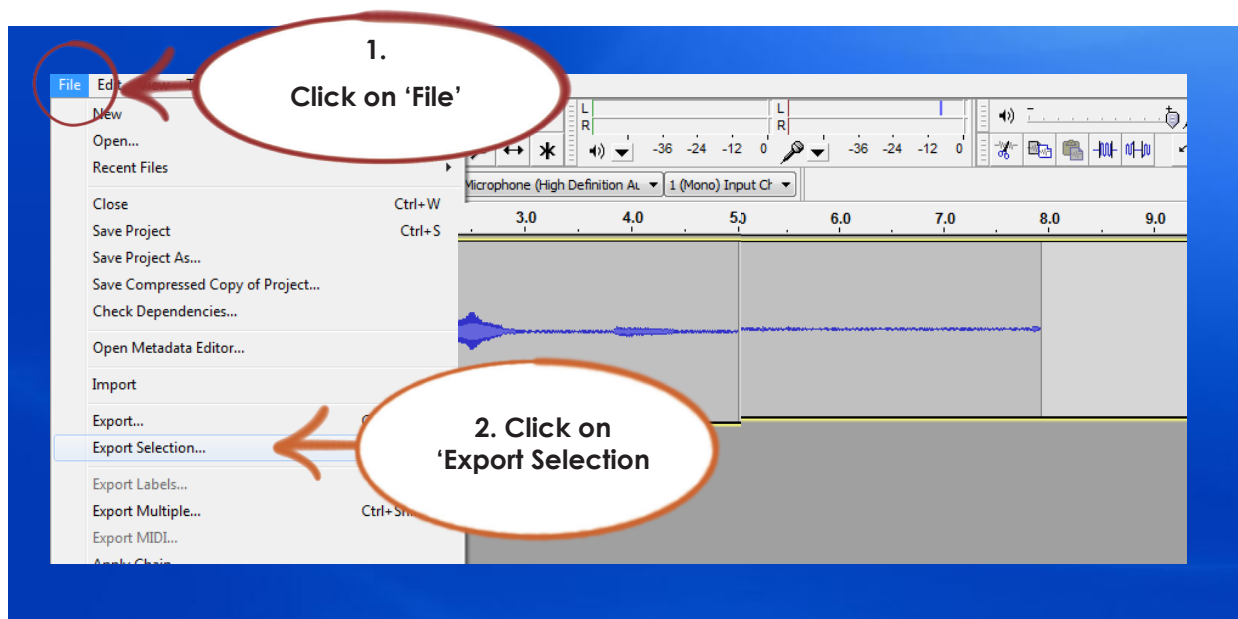 1.
Click on ‘File’
File Edit
New
Open...
Recent Files
Close Ctrl+W
Save Project Ctrl+S
Save Project As...
Save Compressed Copy of Project...
Check Dependencies...
Open Metadata Editor...
Import
Export...
Export Selection...
Export Labels...
Export Multiple...
Export MIDI...
L
R
L
R
-36 -24 -12 0
-36 -24 -12 0
Microphone (High Definition Au
1 (Mono) Input Ch
3.0 4.0 5.0 6.0 7.0 8.0 9.0
2. Click on
‘Export Selection